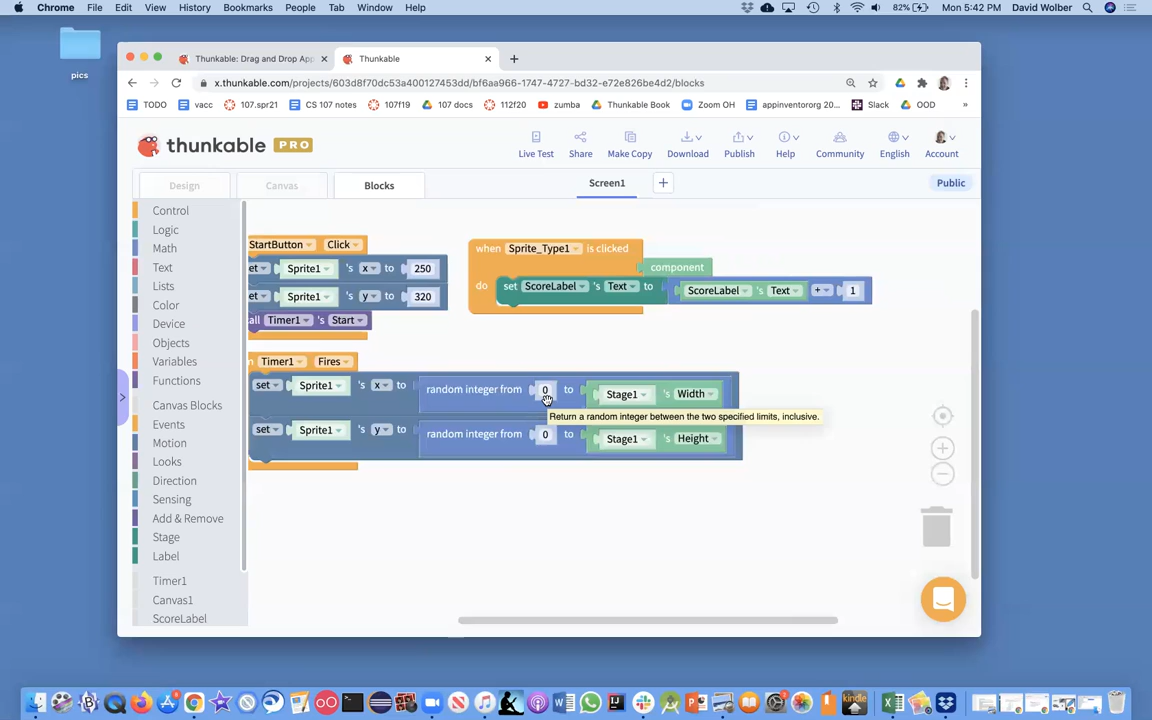 Chrome File Edit View History Bookmarks People Tab Window Help 82% Mon 5:42 PM David Wolber
pics
Thunkable: Drag and Drop App
Thunkable
x.thunkable.com/projects/603d8f70dc53a400127453dd/bf6aa966-1747-4727-bd32-e72e826be4d2/blocks
TODO vacc 107.spr21 CS 107 notes 107f19 107 docs 112f20 zumba Thunkable Book Zoom OH appinventororg 20... Slack OOD »
thunkable PRO
Live Test Share Make Copy Download Publish Help Community English Account
Design Canvas Blocks Screen1 + Public
Control
Logic
Math
Text
Lists
Color
Device
Objects
Variables
Functions
Canvas Blocks
Events
Motion
Looks
Direction
Sensing
Add & Remove
Stage
Label
Timer1
Canvas1
ScoreLabel
StartButton Click
Sprite1 's x to 250
Sprite1 's y to 320
Timer1 's Start
when Sprite_Type1 is clicked
component
do set ScoreLabel 's Text to ScoreLabel 's Text + 1
Timer1 Fires
set Sprite1 's x to random integer from 0 to Stage1 's Width
Return a random integer between the two specified limits, inclusive.
set Sprite1 's y to random integer from 0 to Stage1 's Height